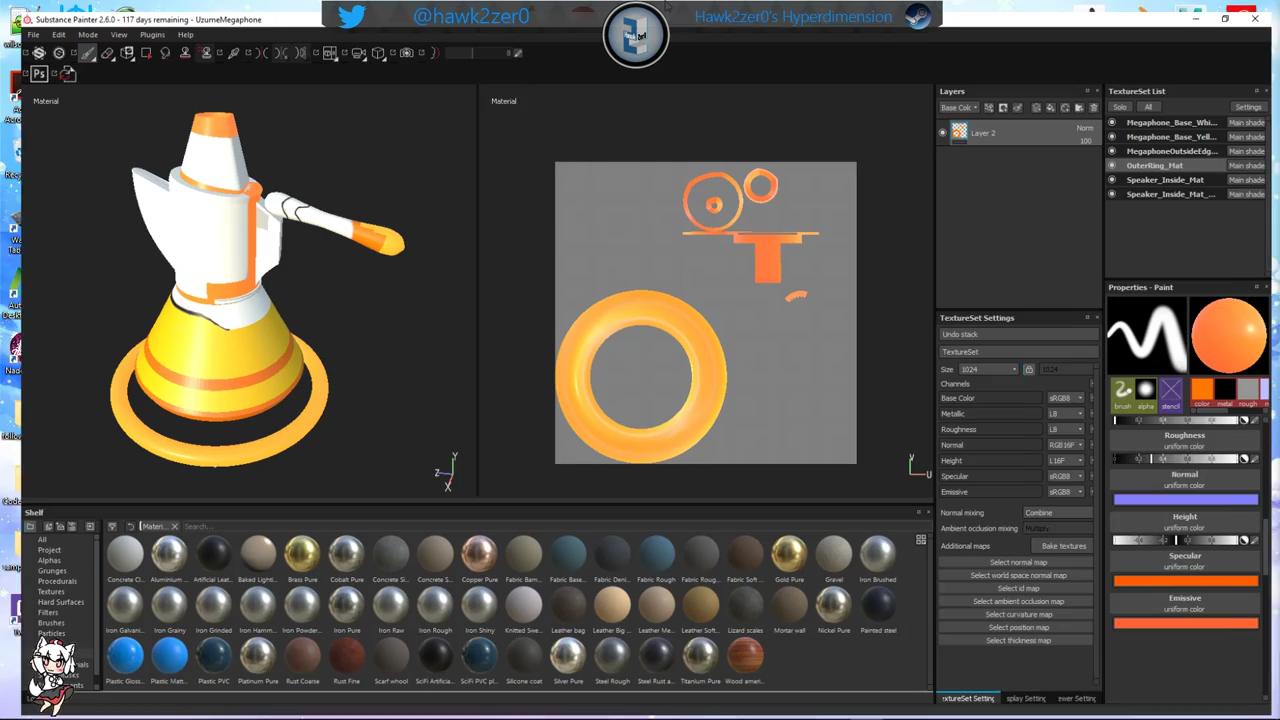 Substance Painter 2.6.0 - 117 days remaining - UzumeMegaphone
@hawk2zer0
Hawk2zer0's Hyperdimension
File Edit Mode View Plugins Help
Ps
Material
Material
Layers
Base Colo
Layer 2
Norm
100
TextureSet List
Solo All Settings
Megaphone_Base_Whi... Main shade
Megaphone_Base_Yell... Main shade
MegaphoneOutsideEdg... Main shade
OuterRing_Mat Main shade
Speaker_Inside_Mat Main shade
Speaker_Inside_Mat_... Main shade
TextureSet Settings
Undo stack
TextureSet
Size 1024 1024
Channels
Base Color sRGB8
Metallic L8
Roughness L8
Normal RGB16F
Height L16F
Specular sRGB8
Emissive sRGB8
Normal mixing Combine
Ambient occlusion mixing Multiply
Additional maps Bake textures
Select normal map
Select world space normal map
Select id map
Select ambient occlusion map
Select curvature map
Select position map
Select thickness map
Properties - Paint
brush alpha stencil color metal rough
Roughness
uniform color
Normal
uniform color
Height
uniform color
Specular
uniform color
Emissive
uniform color
Y
Z
X
U
Shelf
Materi...
Search...
All
Project
Alphas
Grunges
Procedurals
Textures
Hard Surfaces
Filters
Brushes
Particles
Concrete Cl... Aluminium ... Artificial Leat... Baked Lighti... Brass Pure Cobalt Pure Concrete Si... Concrete S... Copper Pure Fabric Bam... Fabric Base... Fabric Deni... Fabric Rough Fabric Roug... Fabric Soft ... Gold Pure Gravel Iron Brushed
Iron Galvani... Iron Grainy Iron Grinded Iron Hamm... Iron Powder... Iron Pure Iron Raw Iron Rough Iron Shiny Knitted Swe... Leather bag Leather Big ... Leather Me... Leather Soft... Lizard scales Mortar wall Nickel Pure Painted steel
Plastic Gloss... Plastic Matt... Plastic PVC Platinum Pure Rust Coarse Rust Fine Scarf wool SciFi Artificia... SciFi PVC pl... Silicone coat Silver Pure Steel Rough Steel Rust a... Titanium Pure Wood ameri...